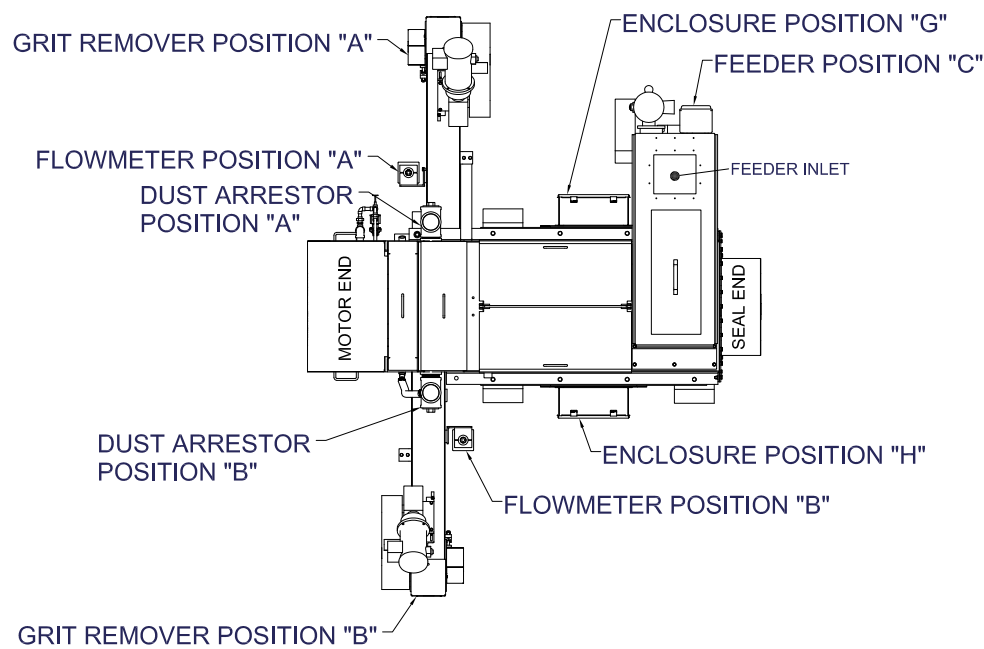 ENCLOSURE POSITION "G"
GRIT REMOVER POSITION "A"
FEEDER POSITION "C"
FLOWMETER POSITION "A"
FEEDER INLET
DUST ARRESTOR
POSITION "A"
MOTOR END
SEAL END
DUST ARRESTOR
POSITION "B"
ENCLOSURE POSITION "H"
FLOWMETER POSITION "B"
GRIT REMOVER POSITION "B"